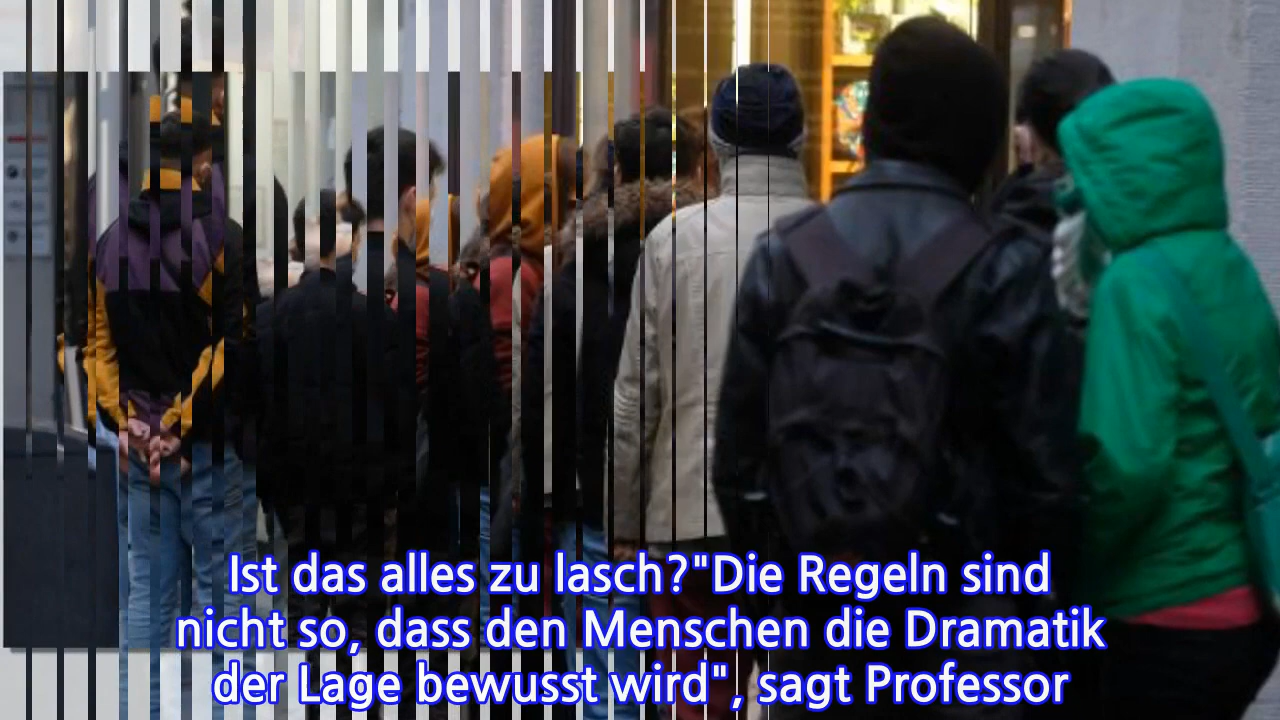 Ist das alles zu lasch?"Die Regeln sind
nicht so, dass den Menschen die Dramatik
der Lage bewusst wird", sagt Professor